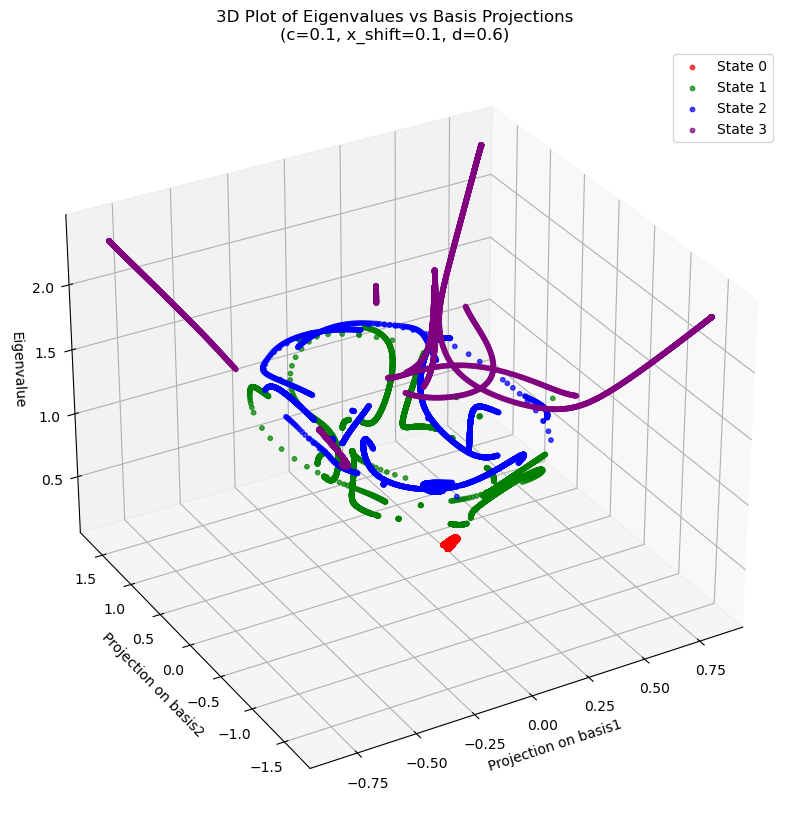 3D Plot of Eigenvalues vs Basis Projections
(c=0.1, x_shift=0.1, d=0.6)
State 0
State 1
State 2
State 3
2.0
1.5
1.0
0.5
Eigenvalue
1.5
1.0
0.5
0.0
−0.5
−1.0
−1.5
Projection on basis2
−0.75
−0.50
−0.25
0.00
0.25
0.50
0.75
Projection on basis1